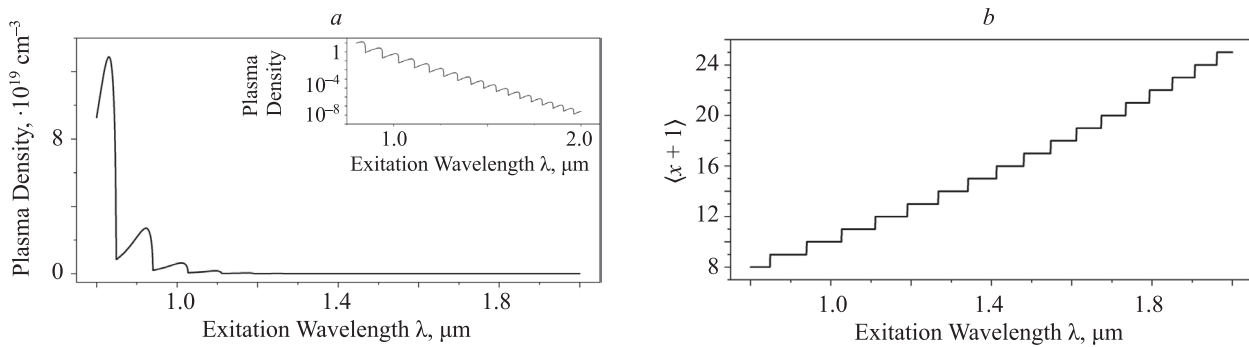 a
Plasma Density, ·10¹⁹ cm⁻³
8
0
1.0 1.4 1.8
Exitation Wavelength λ, μm
Plasma
Density
1
10⁻⁴
10⁻⁸
1.0 2.0
Exitation Wavelength λ, μm
b
⟨x + 1⟩
24
20
16
12
8
1.0 1.4 1.8
Exitation Wavelength λ, μm